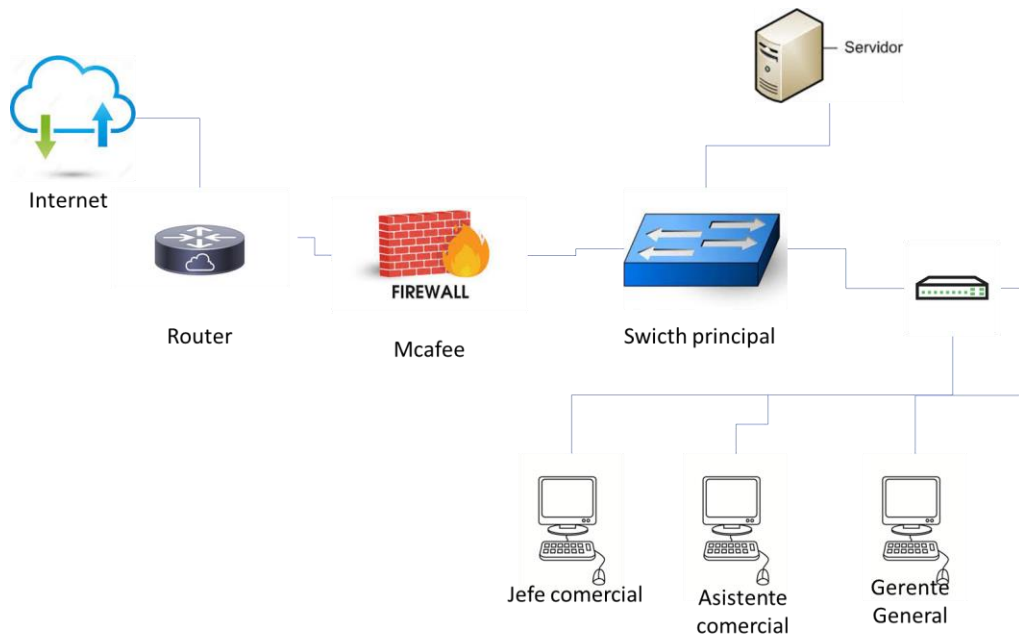 Servidor
Internet
FIREWALL
Router
Mcafee
Swicth principal
Jefe comercial
Asistente
comercial
Gerente
General